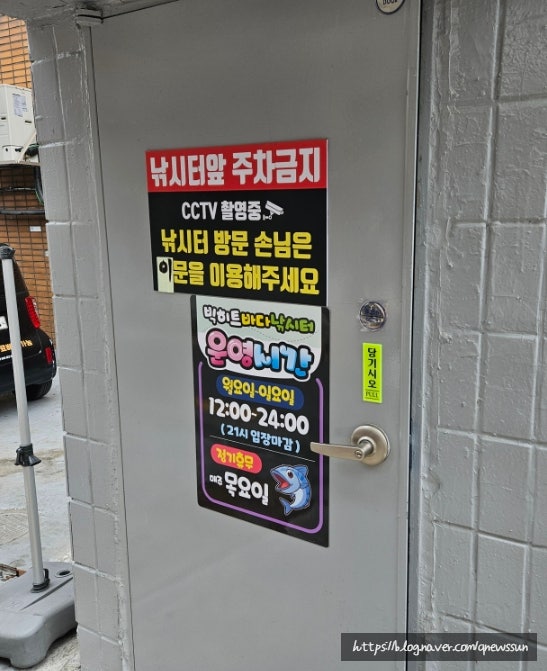 낚시터앞 주차금지
CCTV 촬영중
낚시터 방문 손님은
이문을 이용해주세요
빅히트바다낚시터
운영시간
월요일-일요일
12:00-24:00
( 21시 입장마감 )
정기휴무
매주 목요일
당기시오
PULL
https://blog.naver.com/qnewssun